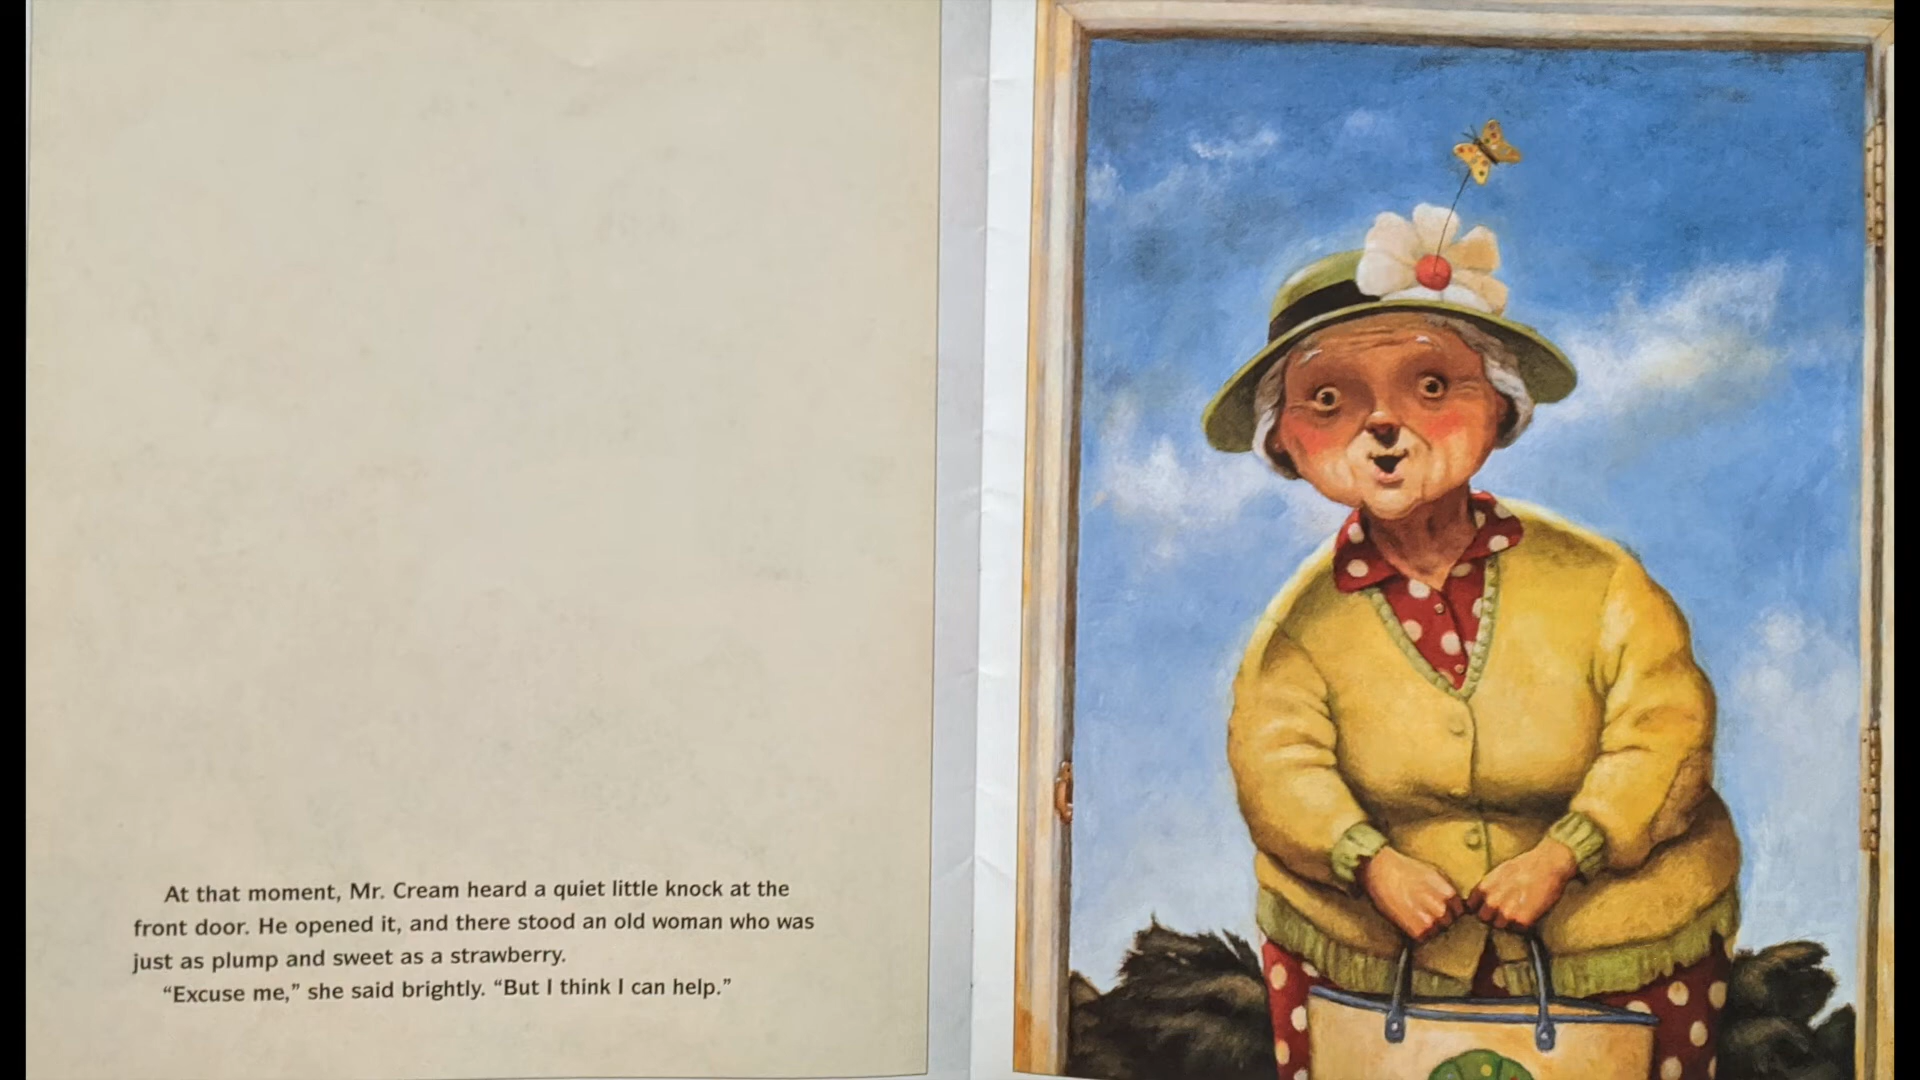 At that moment, Mr. Cream heard a quiet little knock at the
front door. He opened it, and there stood an old woman who was
just as plump and sweet as a strawberry.
“Excuse me,” she said brightly. “But I think I can help.”